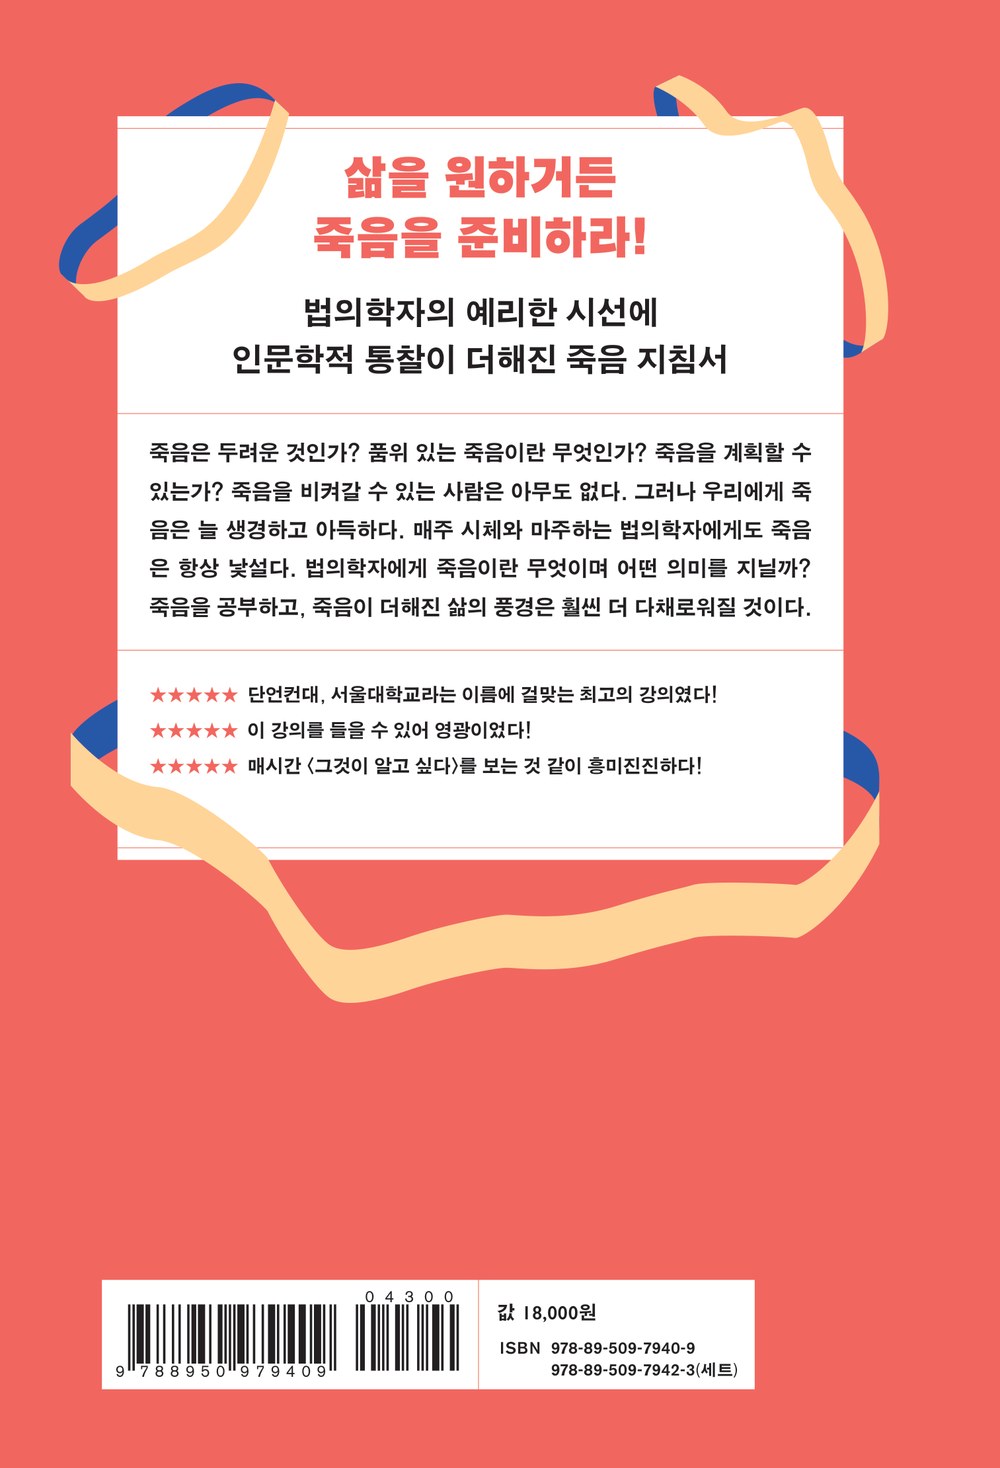 삶을 원하거든
죽음을 준비하라!
법의학자의 예리한 시선에
인문학적 통찰이 더해진 죽음 지침서
죽음은 두려운 것인가? 품위 있는 죽음이란 무엇인가? 죽음을 계획할 수
있는가? 죽음을 비켜갈 수 있는 사람은 아무도 없다. 그러나 우리에게 죽
음은 늘 생경하고 아득하다. 매주 시체와 마주하는 법의학자에게도 죽음
은 항상 낯설다. 법의학자에게 죽음이란 무엇이며 어떤 의미를 지닐까?
죽음을 공부하고, 죽음이 더해진 삶의 풍경은 훨씬 더 다채로워질 것이다.
★★★★★ 단언컨대, 서울대학교라는 이름에 걸맞는 최고의 강의였다!
★★★★★ 이 강의를 들을 수 있어 영광이었다!
★★★★★ 매시간 〈그것이 알고 싶다〉를 보는 것 같이 흥미진진하다!
04300
9 788950 979409
값 18,000원
ISBN 978-89-509-7940-9
978-89-509-7942-3(세트)